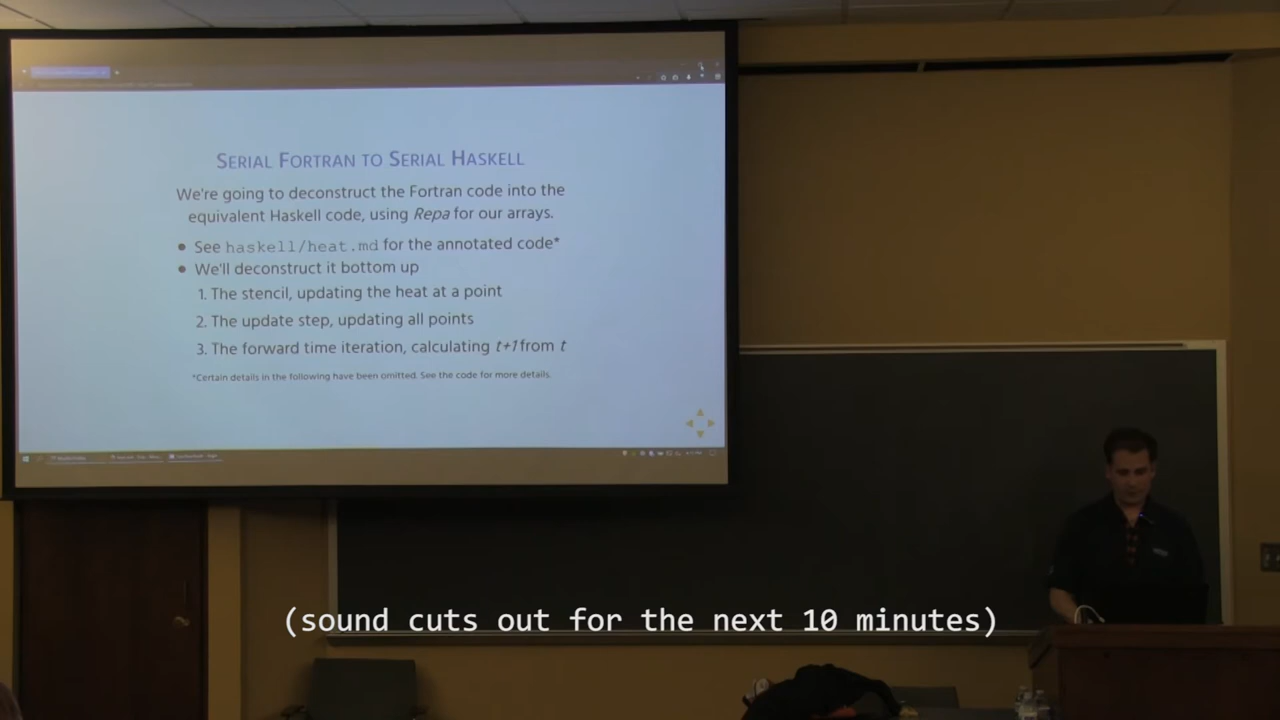 SERIAL FORTRAN TO SERIAL HASKELL
We're going to deconstruct the Fortran code into the
equivalent Haskell code, using Repa for our arrays.
• See haskell/heat.md for the annotated code*
• We'll deconstruct it bottom up
1. The stencil, updating the heat at a point
2. The update step, updating all points
3. The forward time iteration, calculating t+1 from t
*Certain details in the following have been omitted. See the code for more details.
(sound cuts out for the next 10 minutes)